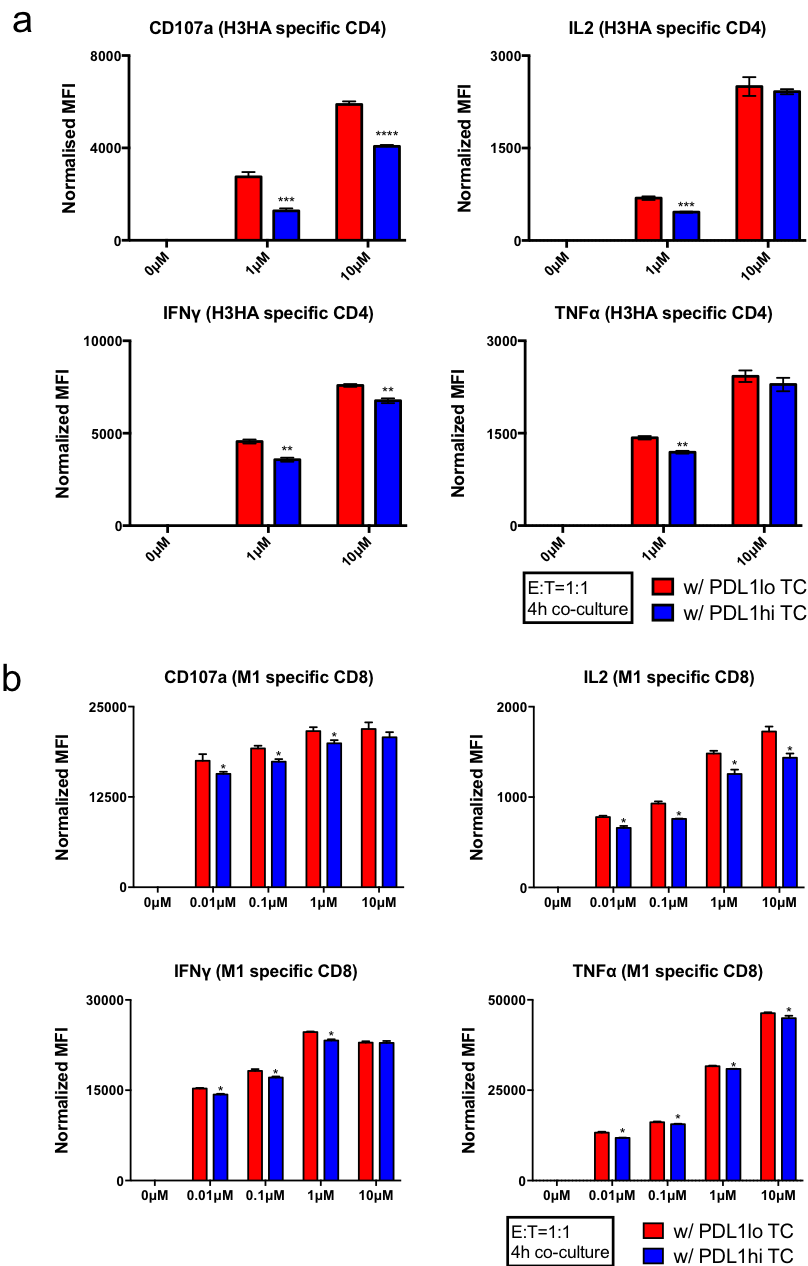 a
CD107a (H3HA specific CD4)
Normalised MFI
8000
4000
0
***
****
0µM
1µM
10µM
IL2 (H3HA specific CD4)
Normalized MFI
3000
1500
0
***
0µM
1µM
10µM
IFNγ (H3HA specific CD4)
Normalized MFI
10000
5000
0
**
**
0µM
1µM
10µM
TNFα (H3HA specific CD4)
Normalized MFI
3000
1500
0
**
0µM
1µM
10µM
E:T=1:1
4h co-culture
w/ PDL1lo TC
w/ PDL1hi TC
b
CD107a (M1 specific CD8)
Normalized MFI
25000
12500
0
*
*
*
0µM 0.01µM 0.1µM 1µM 10µM
IL2 (M1 specific CD8)
Normalized MFI
2000
1000
0
*
*
*
*
0µM 0.01µM 0.1µM 1µM 10µM
IFNγ (M1 specific CD8)
Normalized MFI
30000
15000
0
*
*
*
0µM 0.01µM 0.1µM 1µM 10µM
TNFα (M1 specific CD8)
Normalized MFI
50000
25000
0
*
*
*
*
0µM 0.01µM 0.1µM 1µM 10µM
E:T=1:1
4h co-culture
w/ PDL1lo TC
w/ PDL1hi TC